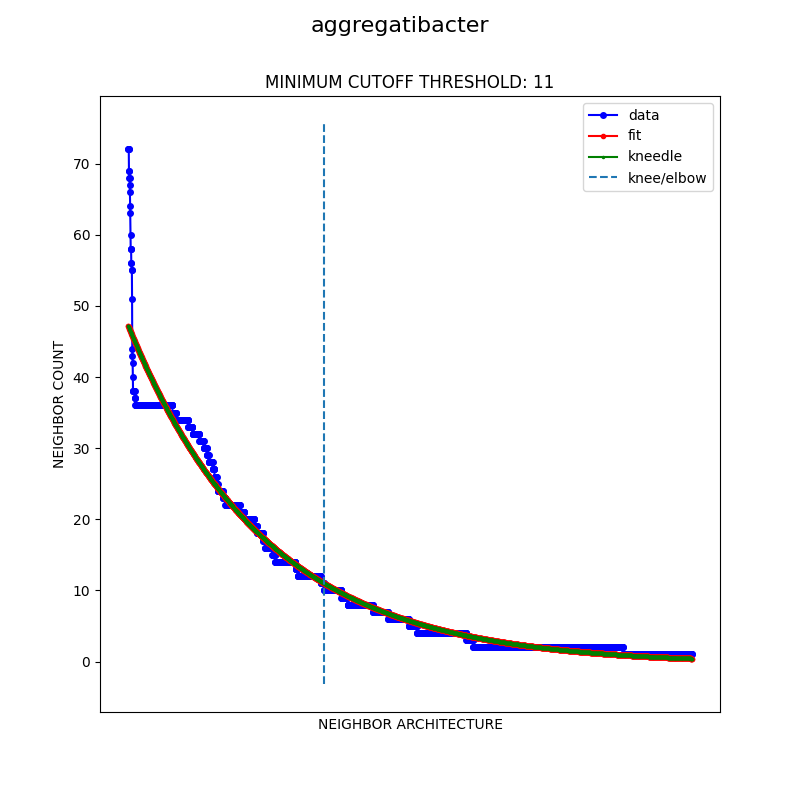 aggregatibacter
MINIMUM CUTOFF THRESHOLD: 11
data
fit
kneedle
knee/elbow
70
60
50
40
30
20
10
0
NEIGHBOR COUNT
NEIGHBOR ARCHITECTURE